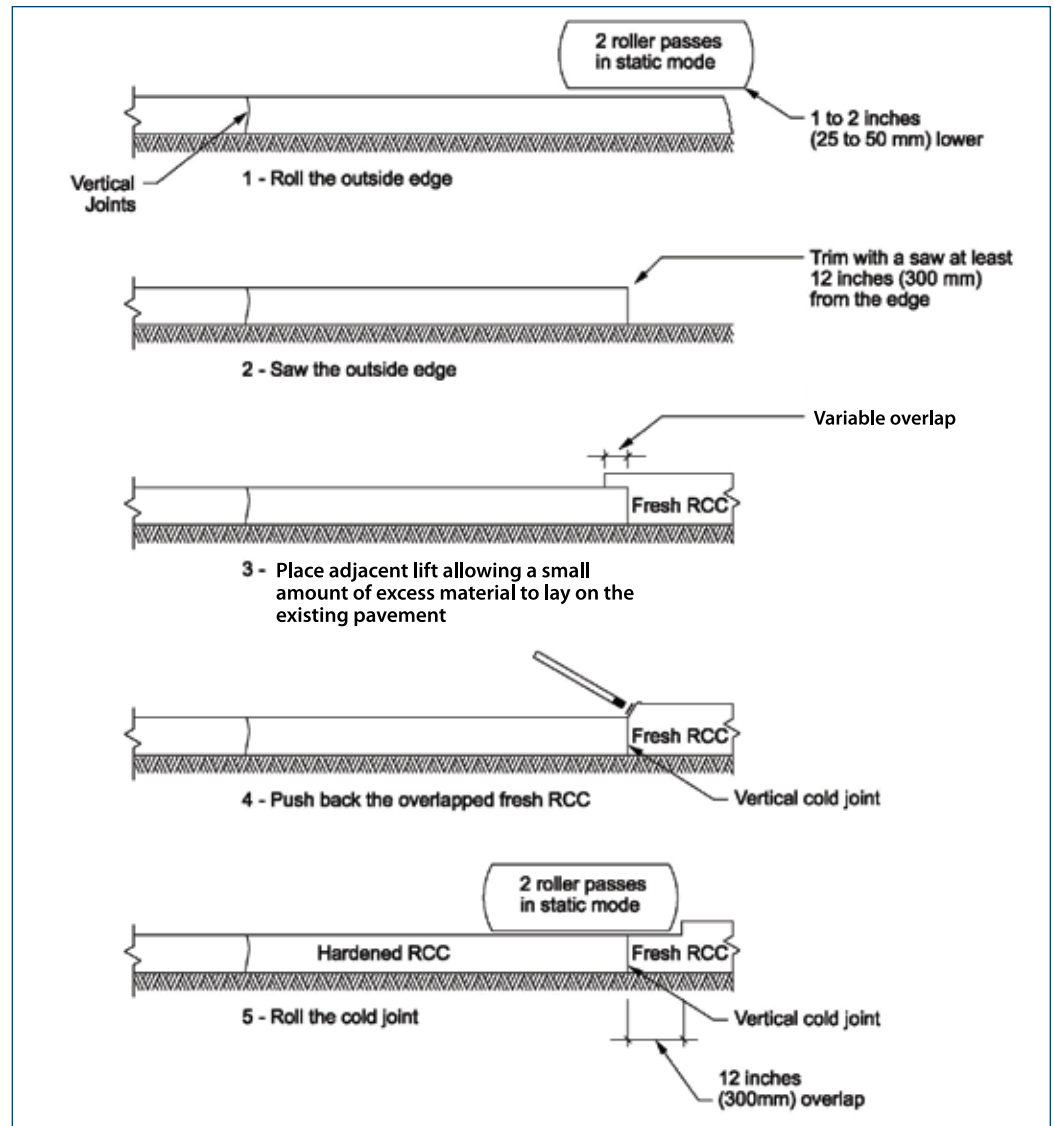 2 roller passes
in static mode
1 to 2 inches
(25 to 50 mm) lower
Vertical
Joints
1 - Roll the outside edge
Trim with a saw at least
12 inches (300 mm)
from the edge
2 - Saw the outside edge
Variable overlap
Fresh RCC
3 - Place adjacent lift allowing a small
amount of excess material to lay on the
existing pavement
Fresh RCC
4 - Push back the overlapped fresh RCC
Vertical cold joint
2 roller passes
in static mode
Hardened RCC
Fresh RCC
5 - Roll the cold joint
Vertical cold joint
12 inches
(300mm) overlap